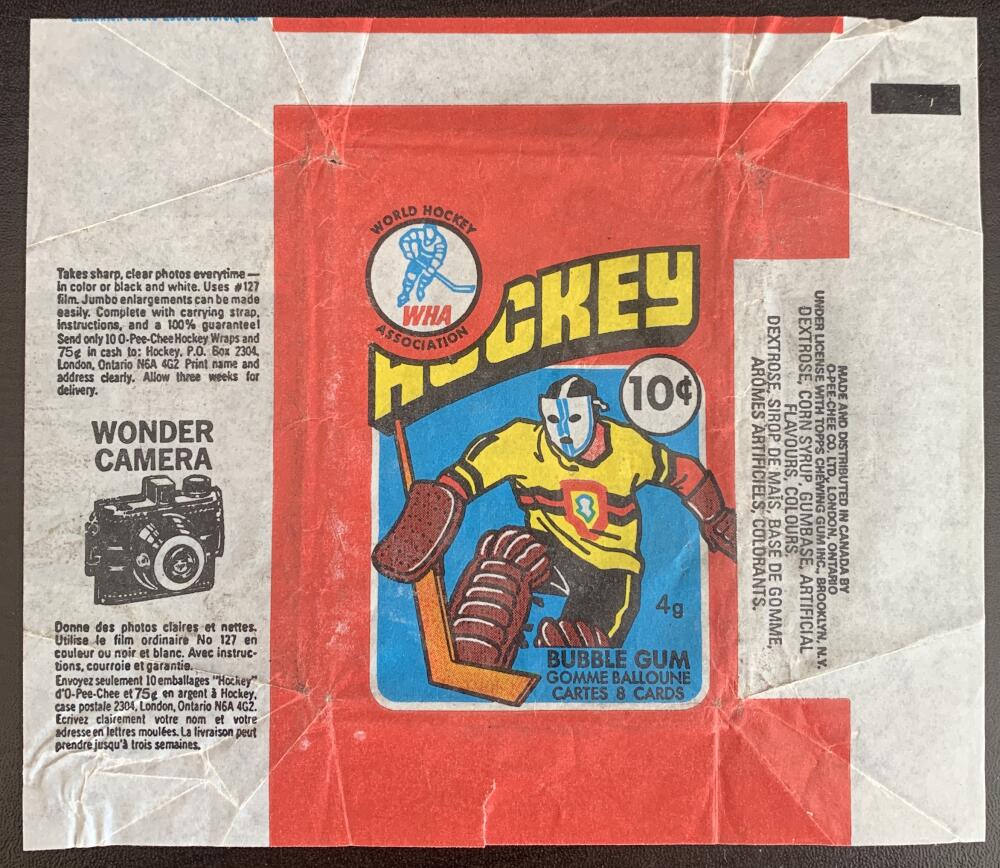 Takes sharp, clear photos everytime —
in color or black and white. Uses #127
film. Jumbo enlargements can be made
easily. Complete with carrying strap,
instructions, and a 100% guarantee!
Send only 10 O-Pee-Chee Hockey Wraps and
75¢ in cash to: Hockey, P.O. Box 2304,
London, Ontario N6A 4G2 Print name and
address clearly. Allow three weeks for
delivery.
WONDER
CAMERA
Donne des photos claires et nettes.
Utilise le film ordinaire No 127 en
couleur ou noir et blanc. Avec instruc-
tions, courroie et garantie.
Envoyez seulement 10 emballages "Hockey"
d'O-Pee-Chee et 75¢ en argent à Hockey,
case postale 2304, London, Ontario N6A 4G2.
Ecrivez clairement votre nom et votre
adresse en lettres moulées. La livraison peut
prendre jusqu'à trois semaines.
WORLD HOCKEY
WHA
ASSOCIATION
HOCKEY
10¢
4g
BUBBLE GUM
GOMME BALLOUNE
CARTES 8 CARDS
MADE AND DISTRIBUTED IN CANADA BY
O-PEE-CHEE CO. LTD., LONDON, ONTARIO
UNDER LICENSE WITH TOPPS CHEWING GUM INC., BROOKLYN, N.Y.
DEXTROSE, CORN SYRUP, GUMBASE, ARTIFICIAL
FLAVOURS, COLOURS.
DEXTROSE, SIROP DE MAÏS, BASE DE GOMME,
ARÔMES ARTIFICIELS, COLORANTS.